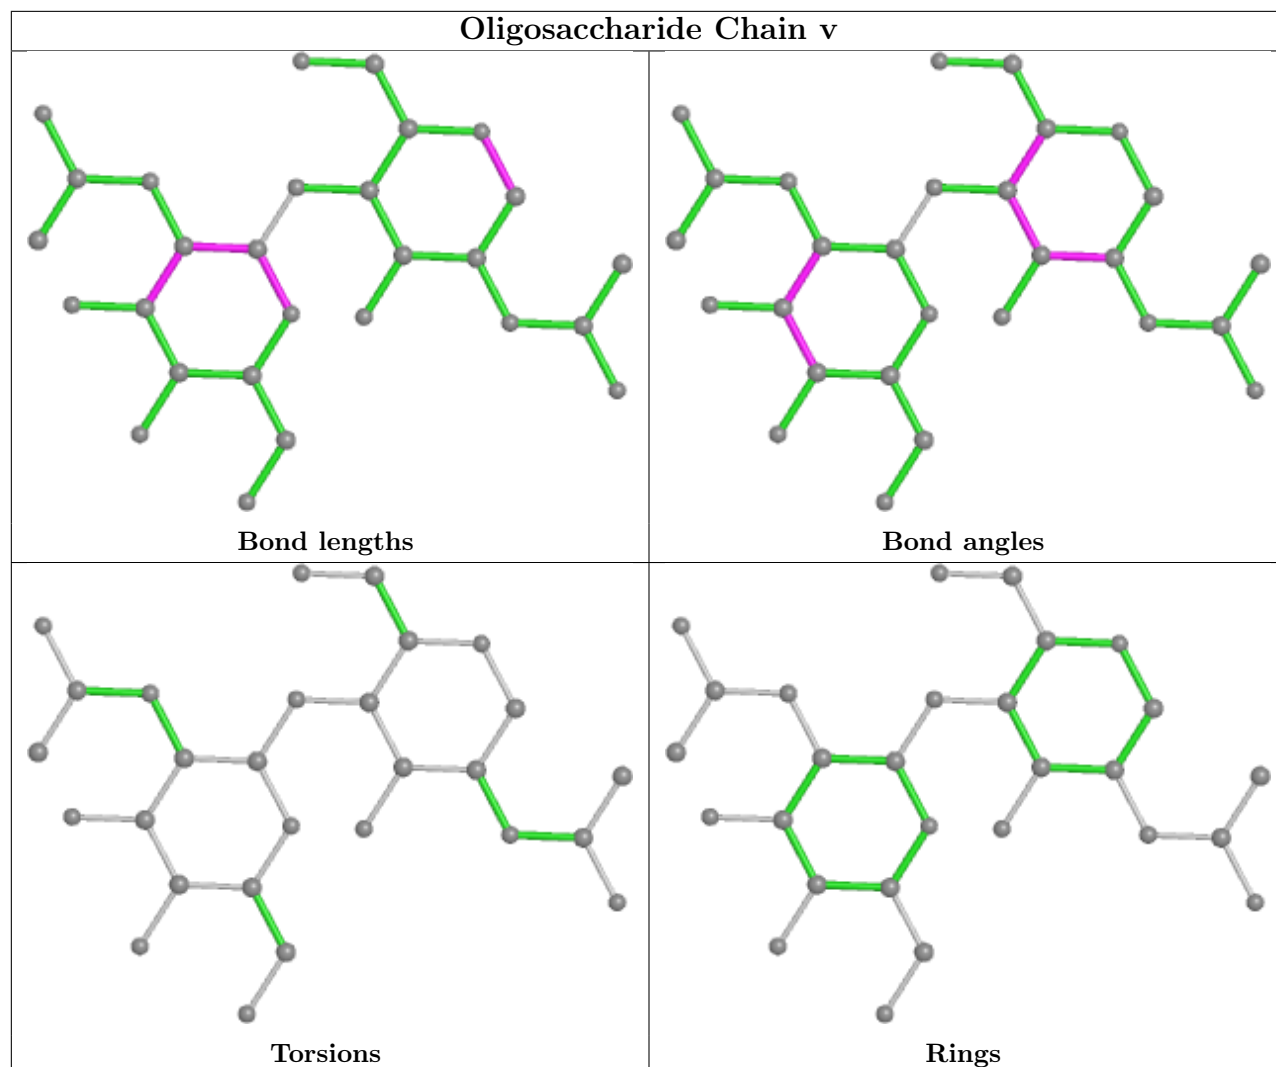 Oligosaccharide Chain v
Bond lengths
Bond angles
Torsions
Rings